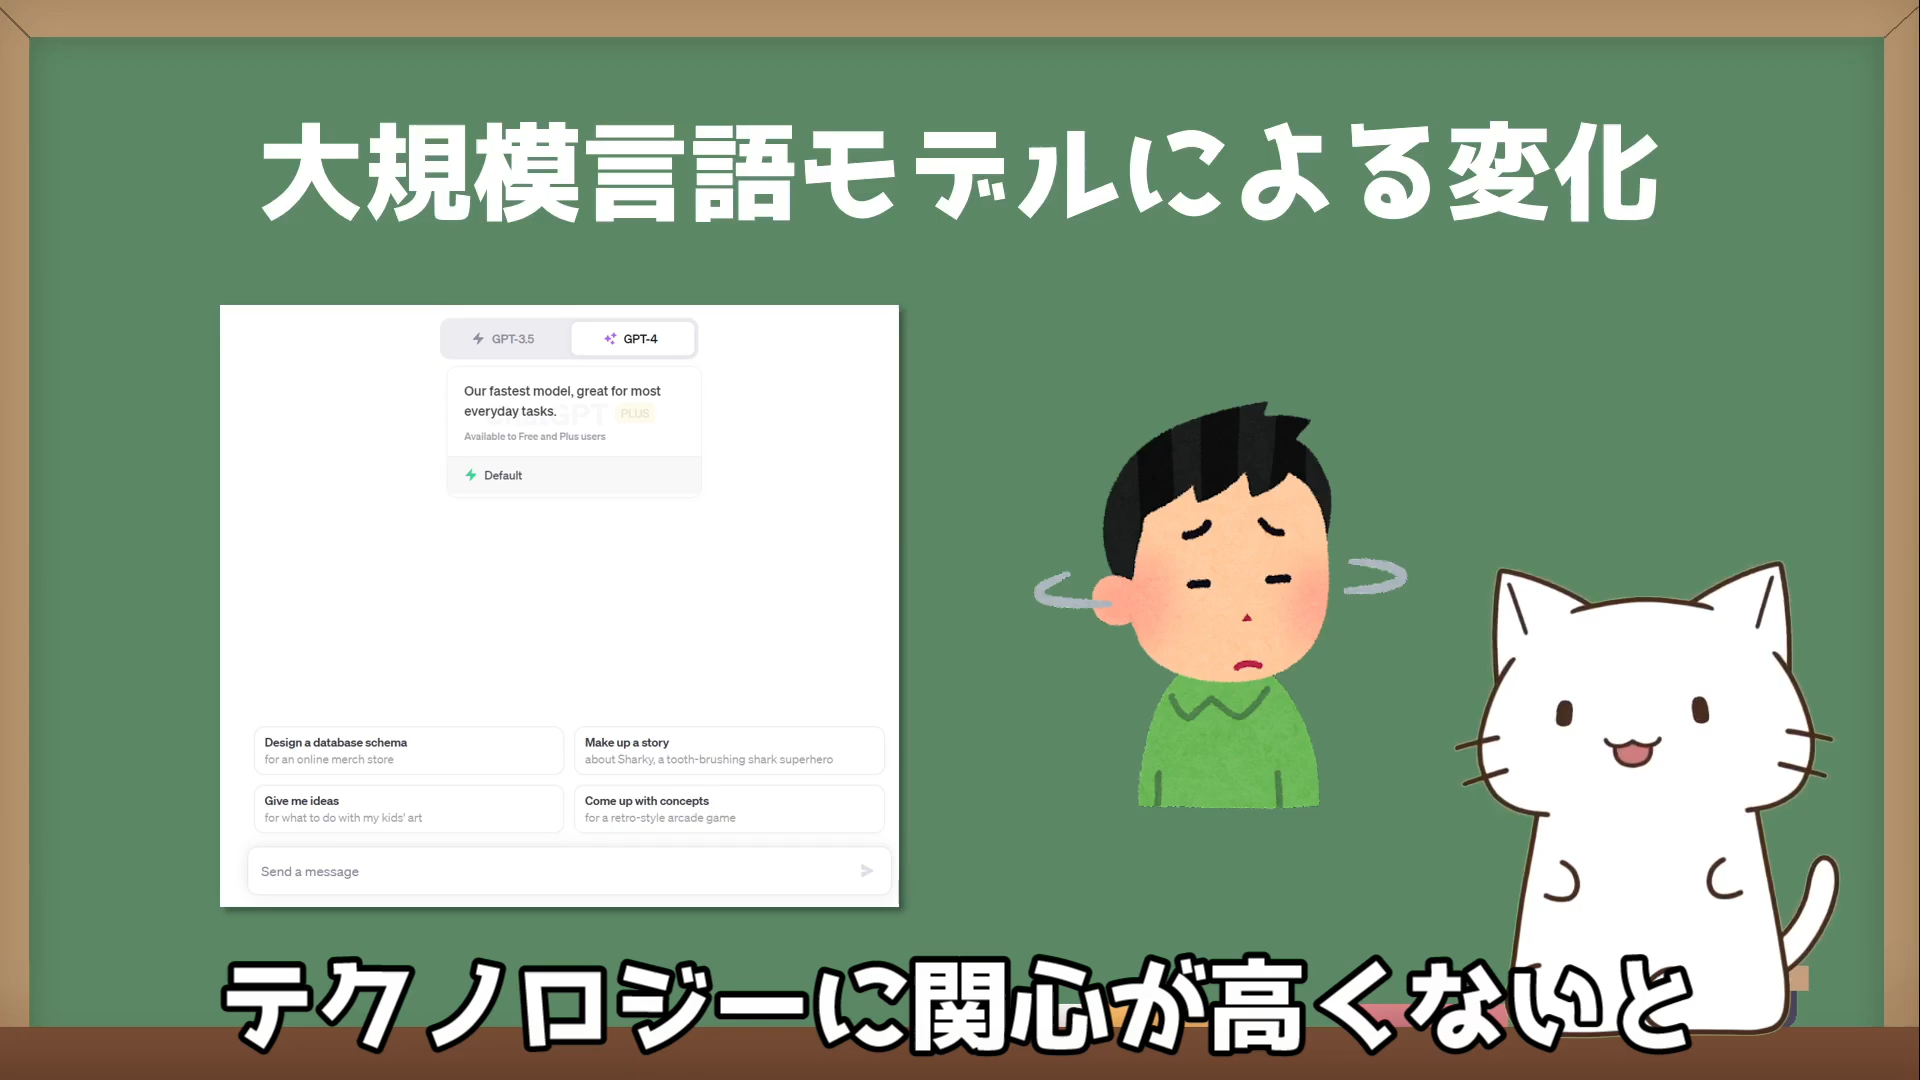 大規模言語モデルによる変化
GPT-3.5
GPT-4
Our fastest model, great for most
everyday tasks.
PLUS
Available to Free and Plus users
Default
Design a database schema
for an online merch store
Make up a story
about Sharky, a tooth-brushing shark superhero
Give me ideas
for what to do with my kids' art
Come up with concepts
for a retro-style arcade game
Send a message
テクノロジーに関心が高くないと